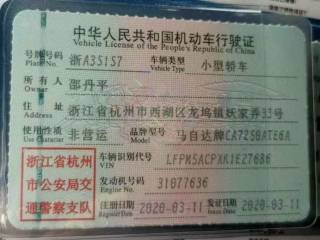 中华人民共和国机动车行驶证
Vehicle License of the People's Republic of China
号牌号码 浙A351S7 车辆类型 小型轿车
Plate No. Vehicle Type
所有人 邵丹平
Owner
住址 浙江省杭州市西湖区龙坞镇妖家弄33号
Address
使用性质 非营运 品牌型号 马自达牌CA7250ATE6A
Use Character Model
浙江省杭州
市公安局交
通警察支队
车辆识别代号 LFPM5ACPXK1E27686
VIN
发动机号码 31077636
Engine No.
注册日期 2020-03-11 发证日期 2020-03-11
Register Date Issue Date